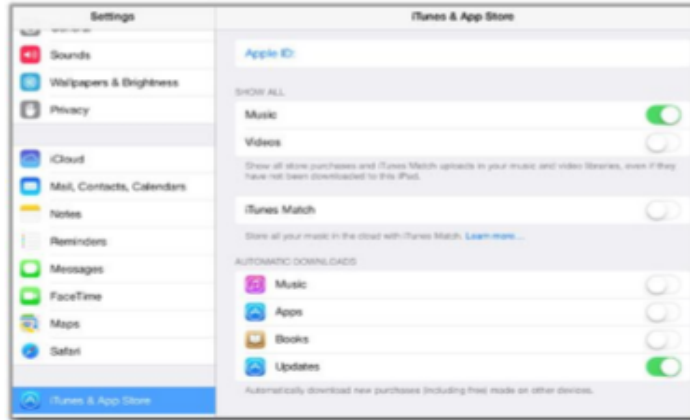 Settings
Sounds
Wallpapers & Brightness
Privacy
iCloud
Mail, Contacts, Calendars
Notes
Reminders
Messages
FaceTime
Maps
Safari
iTunes & App Store
iTunes & App Store
Apple ID:
SHOW ALL
Music
Videos
Show all store purchases and iTunes Match uploads in your music and video libraries, even if they
have not been downloaded to this iPad.
iTunes Match
Store all your music in the cloud with iTunes Match. Learn more...
AUTOMATIC DOWNLOADS
Music
Apps
Books
Updates
Automatically download new purchases (including free) made on other devices.